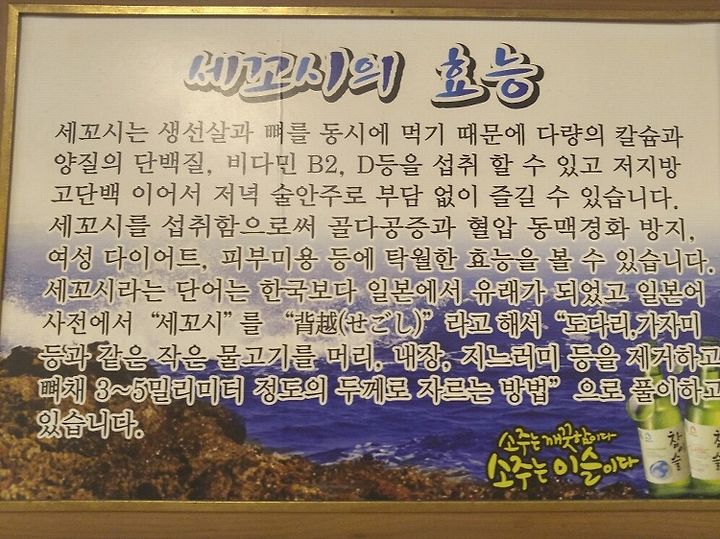 세꼬시의 효능
세꼬시는 생선살과 뼈를 동시에 먹기 때문에 다량의 칼슘과
양질의 단백질, 비다민 B2, D등을 섭취 할 수 있고 저지방
고단백 이어서 저녁 술안주로 부담 없이 즐길 수 있습니다.
세꼬시를 섭취함으로써 골다공증과 혈압 동맥경화 방지,
여성 다이어트, 피부미용 등에 탁월한 효능을 볼 수 있습니다.
세꼬시라는 단어는 한국보다 일본에서 유래가 되었고 일본어
사전에서 “세꼬시”를 “背越(せごし)” 라고 해서 “도다리,가자미
등과 같은 작은 물고기를 머리, 내장, 지느러미 등을 제거하고
뼈채 3~5밀리미터 정도의 두께로 자르는 방법” 으로 풀이하고
있습니다.
소주는 깨끗함이다
소주는 이슬이다
참
이슬